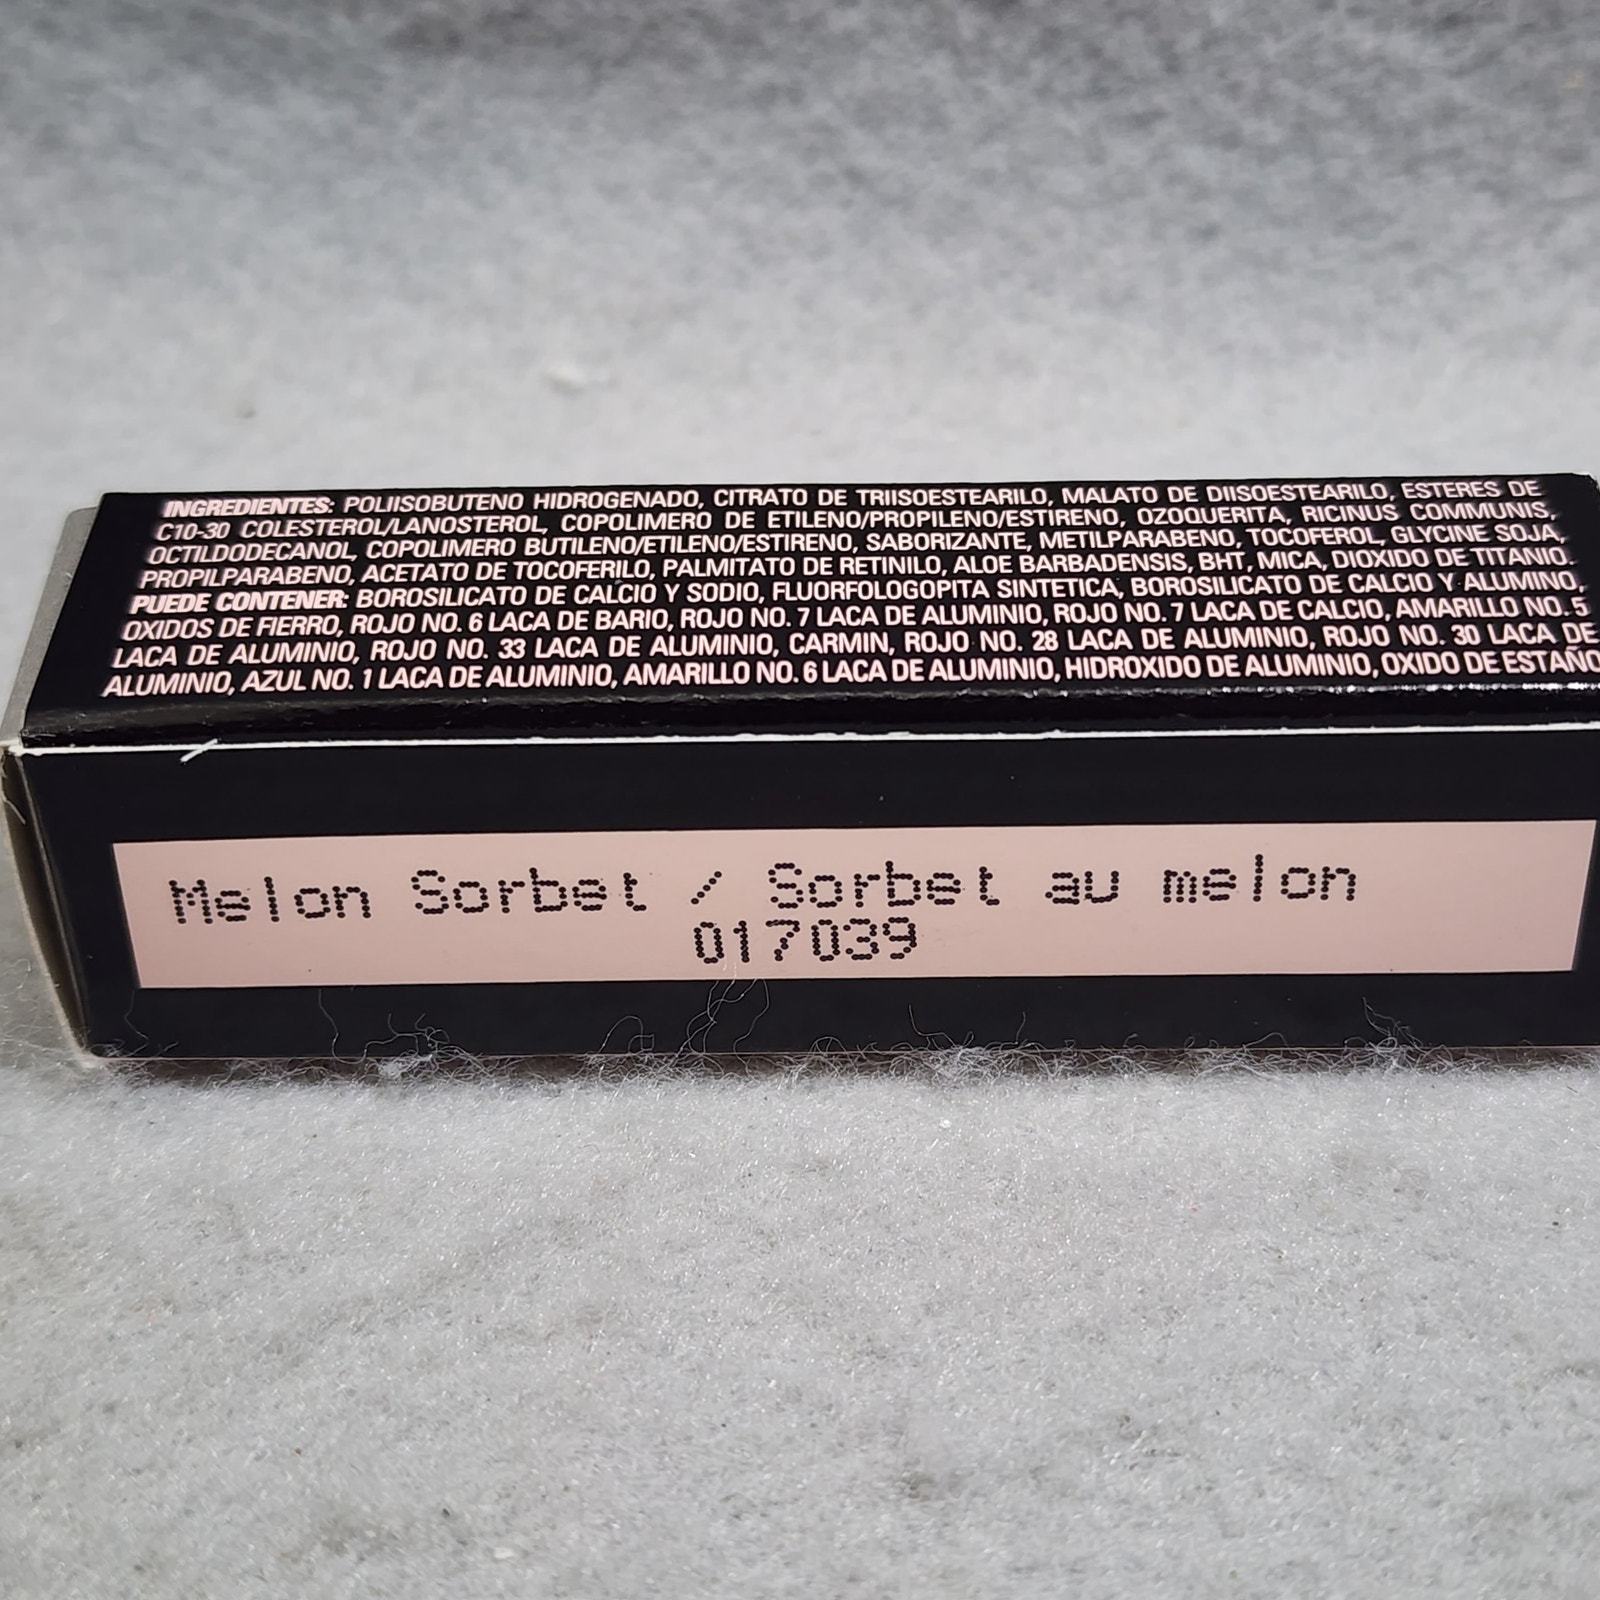 INGREDIENTES: POLIISOBUTENO HIDROGENADO, CITRATO DE TRIISOESTEARILO, MALATO DE DIISOESTEARILO, ESTERES DE
C10-30 COLESTEROL/LANOSTEROL, COPOLIMERO DE ETILENO/PROPILENO/ESTIRENO, OZOQUERITA, RICINUS COMMUNIS,
OCTILDODECANOL, COPOLIMERO BUTILENO/ETILENO/ESTIRENO, SABORIZANTE, METILPARABENO, TOCOFEROL, GLYCINE SOJA,
PROPILPARABENO, ACETATO DE TOCOFERILO, PALMITATO DE RETINILO, ALOE BARBADENSIS, BHT, MICA, DIOXIDO DE TITANIO.
PUEDE CONTENER: BOROSILICATO DE CALCIO Y SODIO, FLUORFOLOGOPITA SINTETICA, BOROSILICATO DE CALCIO Y ALUMINO,
OXIDOS DE FIERRO, ROJO NO. 6 LACA DE BARIO, ROJO NO. 7 LACA DE ALUMINIO, ROJO NO. 7 LACA DE CALCIO, AMARILLO NO. 5
LACA DE ALUMINIO, ROJO NO. 33 LACA DE ALUMINIO, CARMIN, ROJO NO. 28 LACA DE ALUMINIO, ROJO NO. 30 LACA DE
ALUMINIO, AZUL NO. 1 LACA DE ALUMINIO, AMARILLO NO. 6 LACA DE ALUMINIO, HIDROXIDO DE ALUMINIO, OXIDO DE ESTAÑO
Melon Sorbet / Sorbet au melon
017039